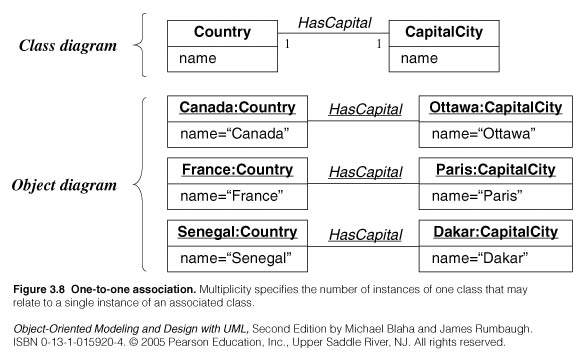 HasCapital
Class diagram
Country
1
1
CapitalCity
name
name
Object diagram
Canada:Country
HasCapital
Ottawa:CapitalCity
name=“Canada”
name=“Ottawa”
France:Country
HasCapital
Paris:CapitalCity
name=“France”
name=“Paris”
Senegal:Country
HasCapital
Dakar:CapitalCity
name=“Senegal”
name=“Dakar”
Figure 3.8 One-to-one association. Multiplicity specifies the number of instances of one class that may
relate to a single instance of an associated class.
Object-Oriented Modeling and Design with UML, Second Edition by Michael Blaha and James Rumbaugh.
ISBN 0-13-1-015920-4. © 2005 Pearson Education, Inc., Upper Saddle River, NJ. All rights reserved.